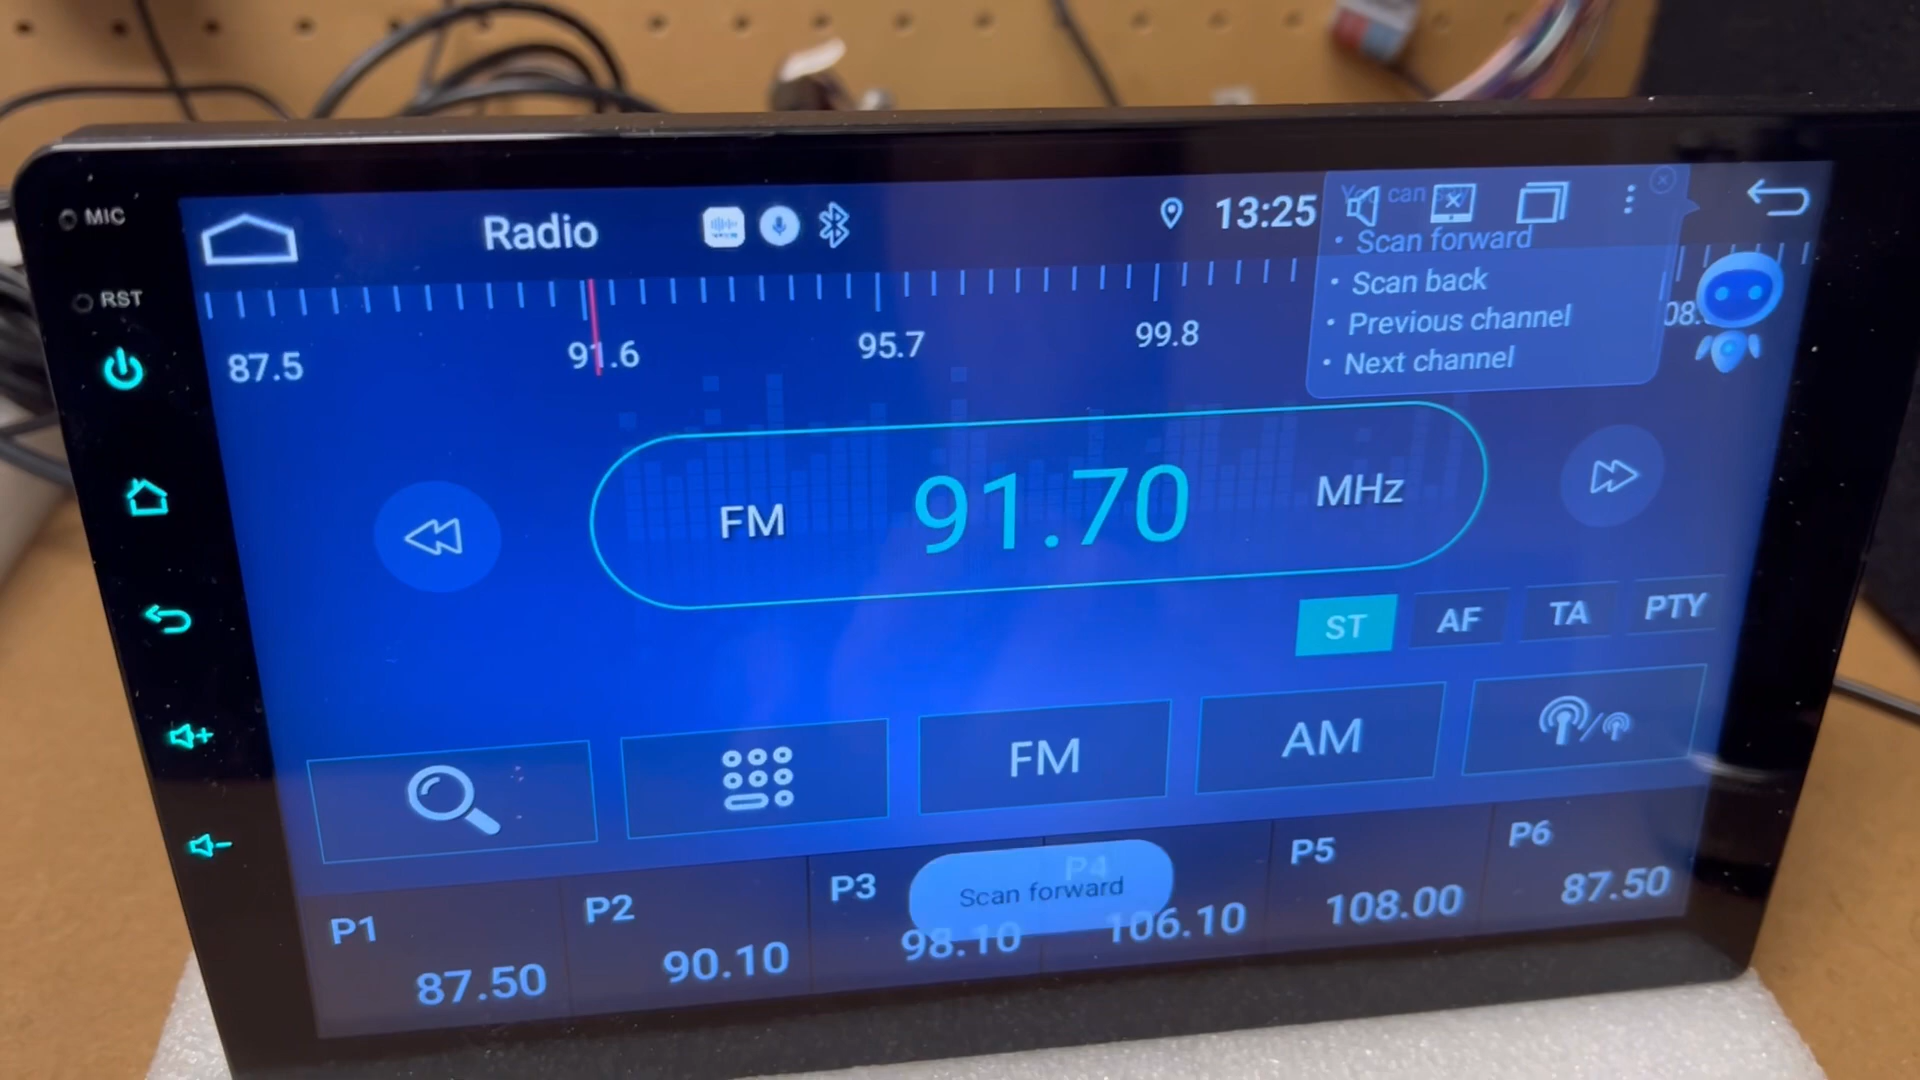 MIC
RST
Radio
13:25
You can say
• Scan forward
• Scan back
• Previous channel
• Next channel
87.5
91.6
95.7
99.8
08.
FM
91.70
MHz
ST
AF
TA
PTY
FM
AM
P1
87.50
P2
90.10
P3
98.10
P4
106.10
P5
108.00
P6
87.50
Scan forward